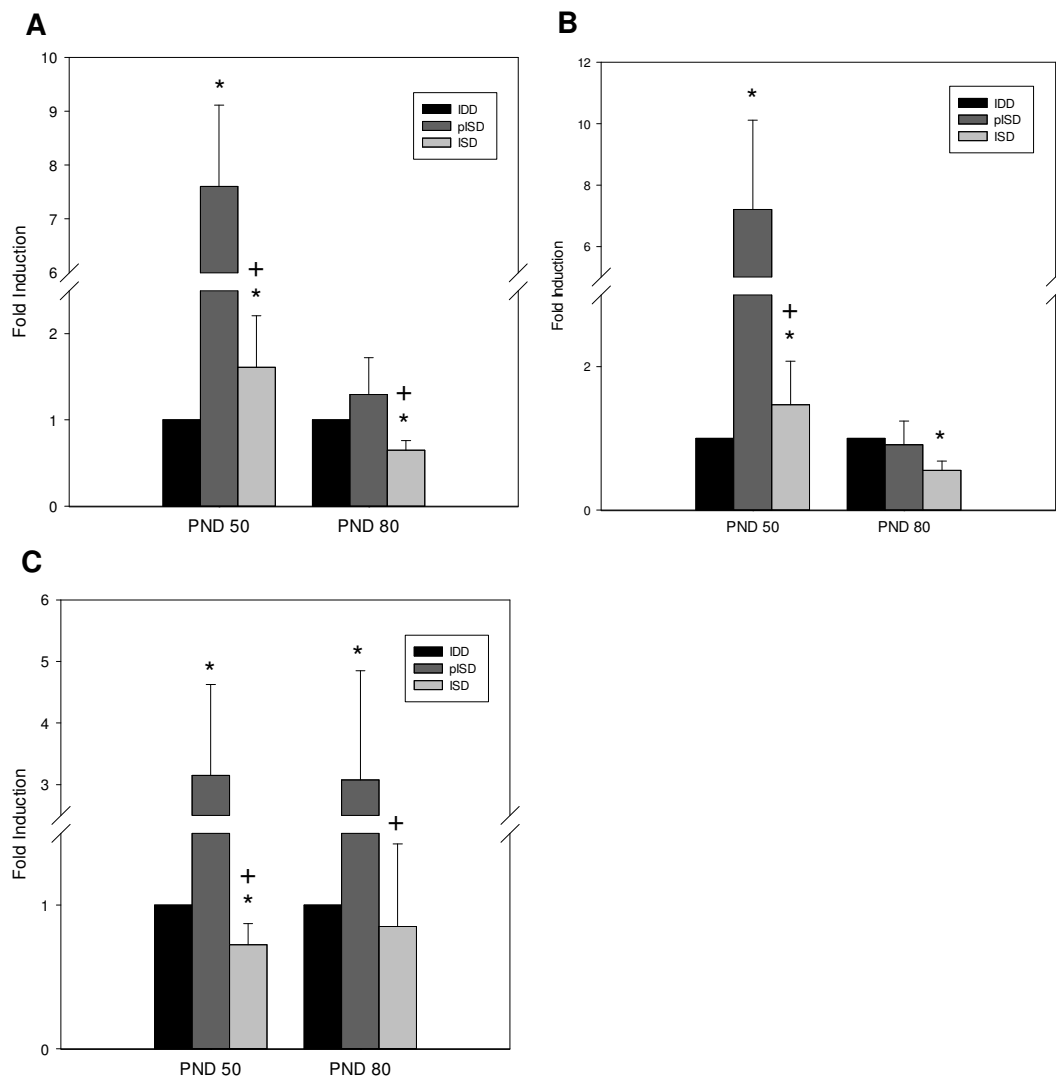 A
10
9
8
7
6
2
1
0
Fold Induction
*
+
*
+
*
IDD
pISD
ISD
PND 50
PND 80
B
12
10
8
6
2
0
Fold Induction
*
+
*
*
IDD
pISD
ISD
PND 50
PND 80
C
6
5
4
3
1
0
Fold Induction
*
+
*
*
+
IDD
pISD
ISD
PND 50
PND 80